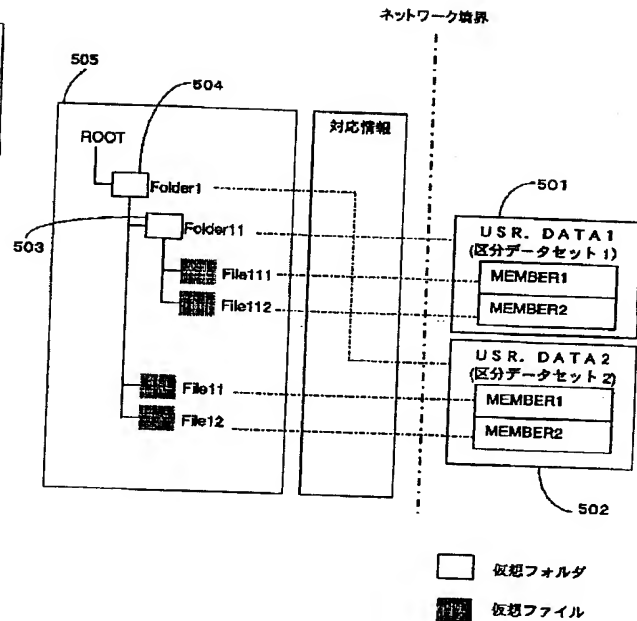 ネットワーク境界
505
504
対応情報
ROOT
Folder1
501
503
Folder11
USR. DATA1
(区分データセット1)
File111
MEMBER1
File112
MEMBER2
USR. DATA2
(区分データセット2)
File11
MEMBER1
File12
MEMBER2
502
仮想フォルダ
仮想ファイル